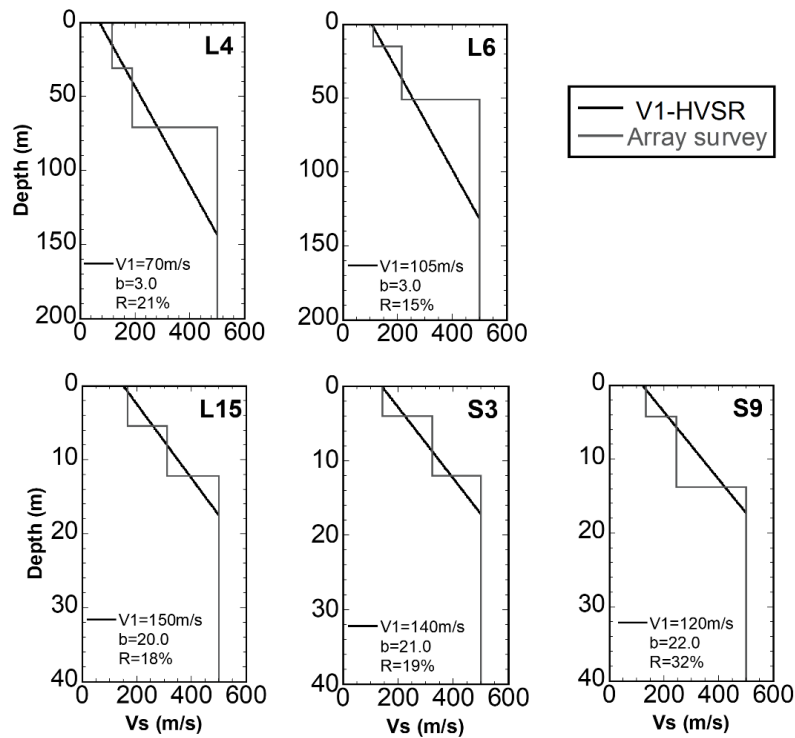 L4
0
50
100
150
200
Depth (m)
V1=70m/s
b=3.0
R=21%
0 200 400 600
L6
0
50
100
150
200
V1=105m/s
b=3.0
R=15%
0 200 400 600
V1-HVSR
Array survey
L15
0
10
20
30
40
Depth (m)
V1=150m/s
b=20.0
R=18%
0 200 400 600
Vs (m/s)
S3
0
10
20
30
40
V1=140m/s
b=21.0
R=19%
0 200 400 600
Vs (m/s)
S9
0
10
20
30
40
V1=120m/s
b=22.0
R=32%
0 200 400 600
Vs (m/s)